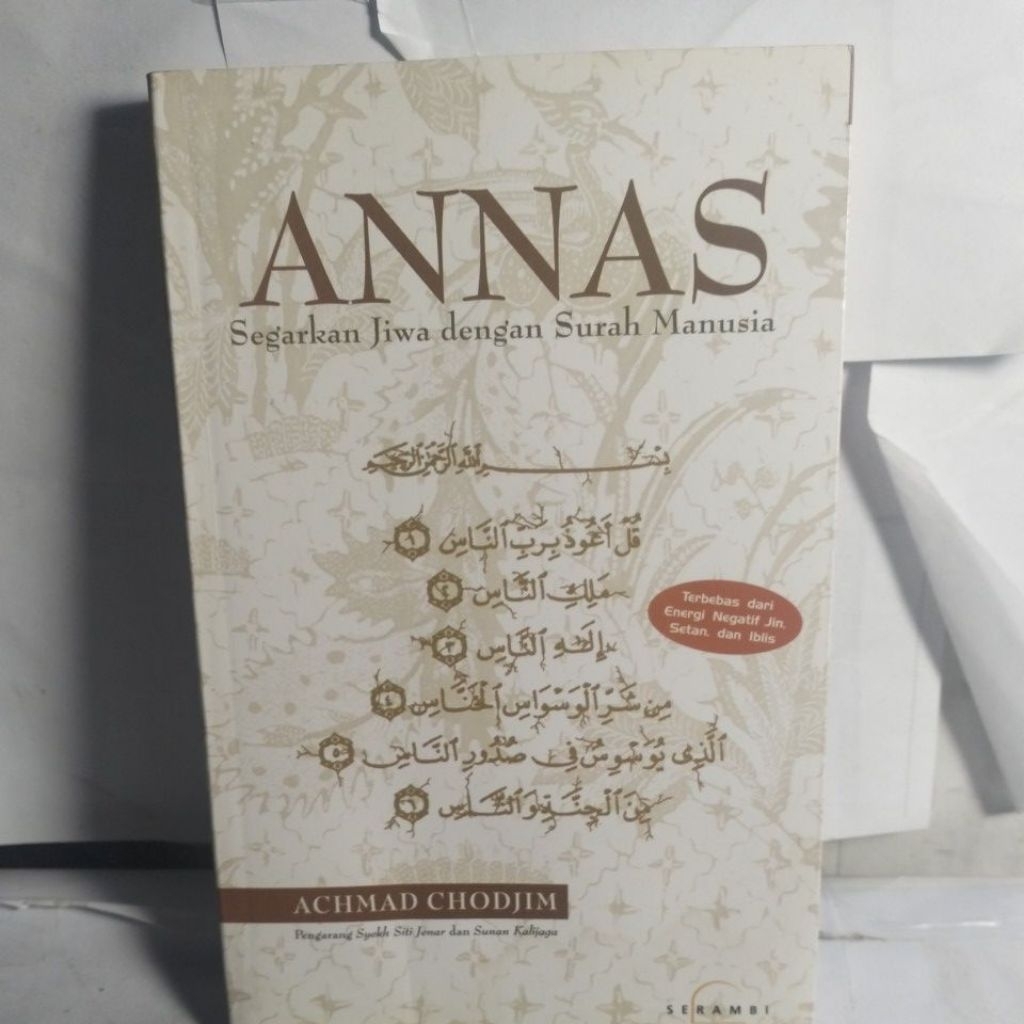 ANNAS
Segarkan Jiwa dengan Surah Manusia
بِسْمِ اللهِ الرَّحْمٰنِ الرَّحِيمِ
قُلْ أَعُوذُ بِرَبِّ النَّاسِ ١
مَلِكِ النَّاسِ ٢
إِلَٰهِ النَّاسِ ٣
مِن شَرِّ الْوَسْوَاسِ الْخَنَّاسِ ٤
الَّذِى يُوَسْوِسُ فِى صُدُورِ النَّاسِ ٥
مِنَ الْجِنَّةِ وَالنَّاسِ ٦
Terbebas dari
Energi Negatif Jin,
Setan, dan Iblis
ACHMAD CHODJIM
Pengarang Syekh Siti Jenar dan Sunan Kalijaga
SERAMBI